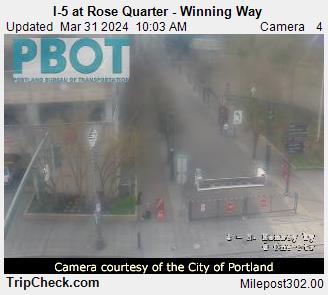 I-5 at Rose Quarter - Winning Way
Updated Mar 31 2024 10:03 AM Camera 4
PBOT
PORTLAND BUREAU OF TRANSPORTATION
Camera courtesy of the City of Portland
TripCheck.com Milepost302.00